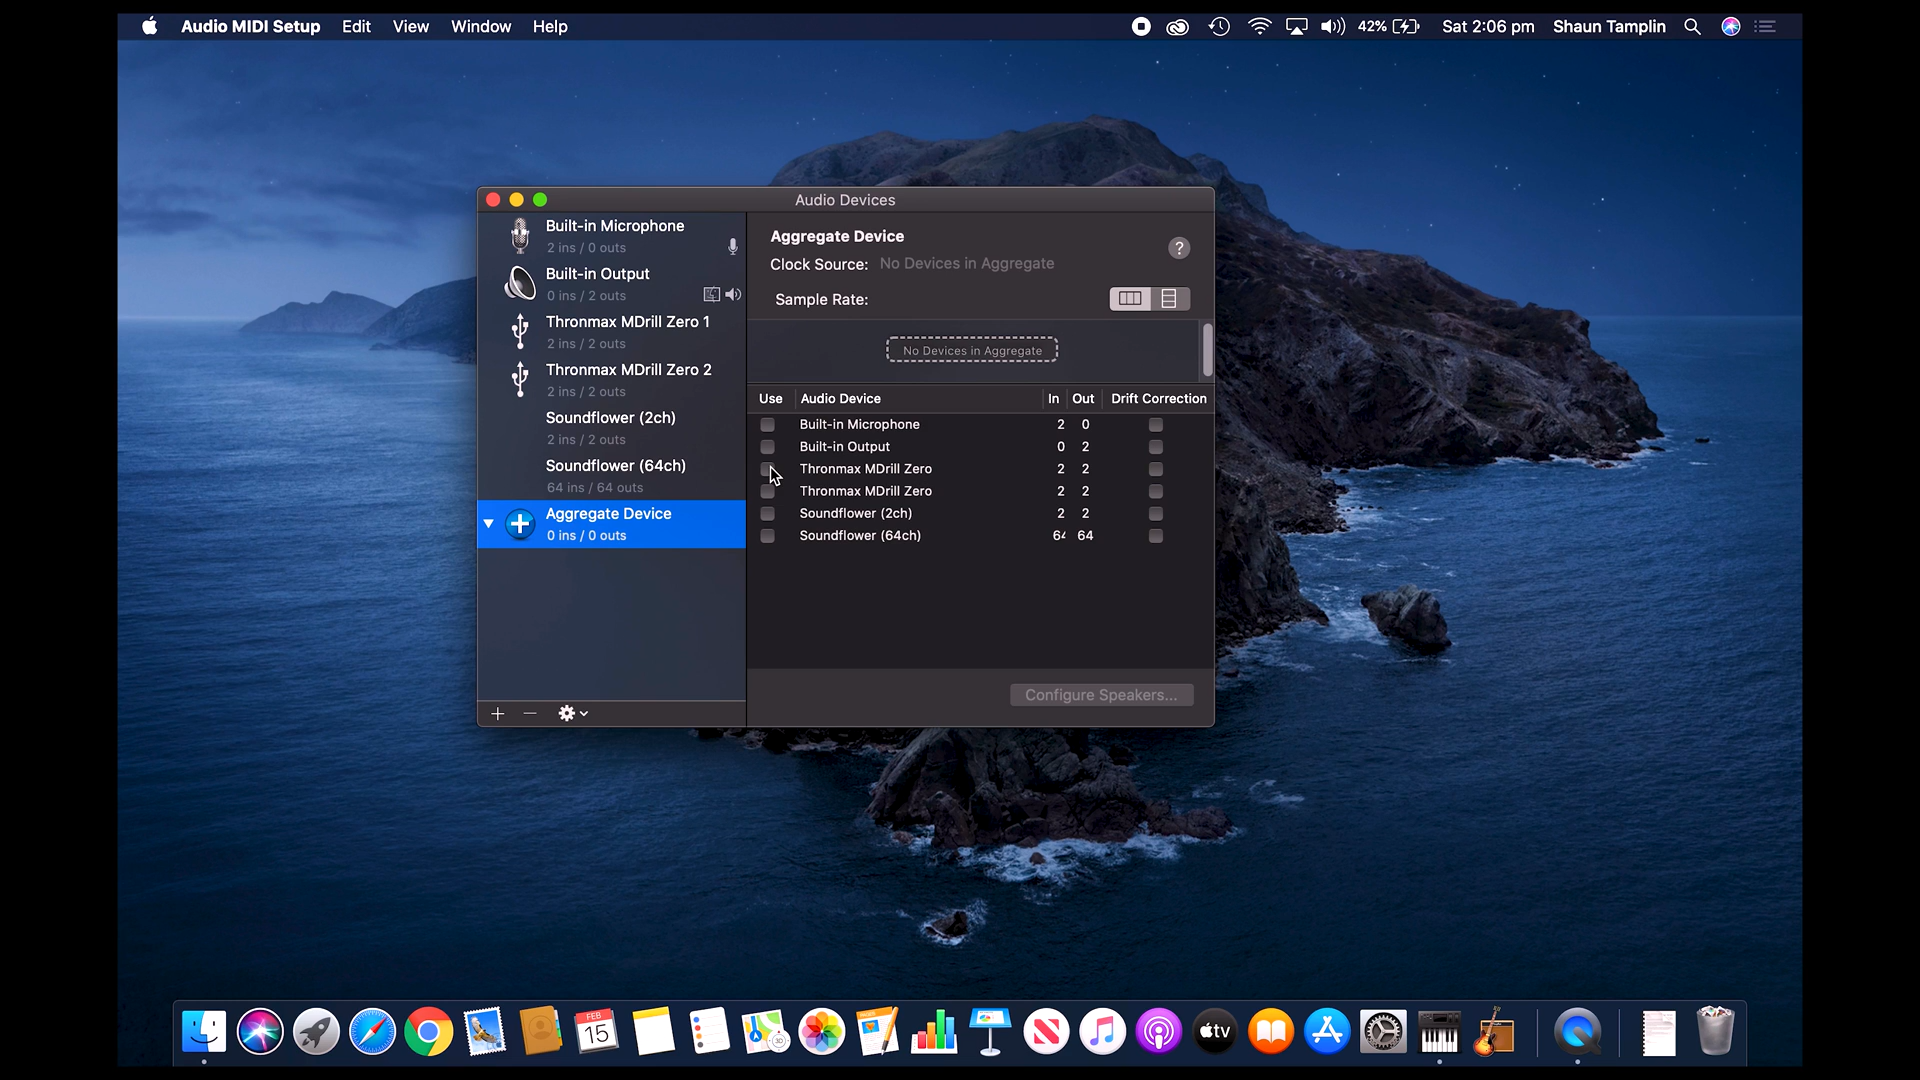 Audio MIDI Setup Edit View Window Help 42% Sat 2:06 pm Shaun Tamplin
Audio Devices
Built-in Microphone
2 ins / 0 outs
Built-in Output
0 ins / 2 outs
Thronmax MDrill Zero 1
2 ins / 2 outs
Thronmax MDrill Zero 2
2 ins / 2 outs
Soundflower (2ch)
2 ins / 2 outs
Soundflower (64ch)
64 ins / 64 outs
Aggregate Device
0 ins / 0 outs
Aggregate Device
?
Clock Source: No Devices in Aggregate
Sample Rate:
No Devices in Aggregate
Use Audio Device In Out Drift Correction
Built-in Microphone 2 0
Built-in Output 0 2
Thronmax MDrill Zero 2 2
Thronmax MDrill Zero 2 2
Soundflower (2ch) 2 2
Soundflower (64ch) 64 64
Configure Speakers...
FEB
15
3D
tv